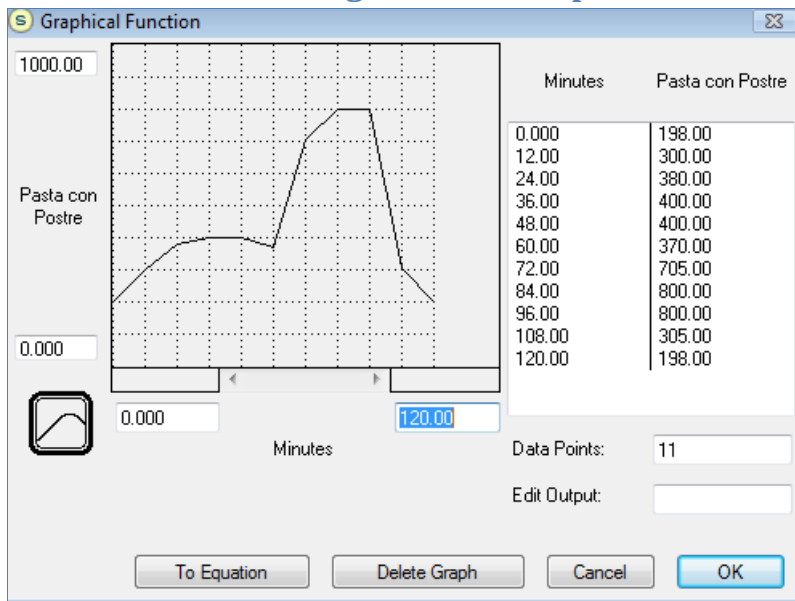 Graphical Function
1000.00
Pasta con
Postre
0.000
0.000
120.00
Minutes
Minutes Pasta con Postre
0.000 198.00
12.00 300.00
24.00 380.00
36.00 400.00
48.00 400.00
60.00 370.00
72.00 705.00
84.00 800.00
96.00 800.00
108.00 305.00
120.00 198.00
Data Points: 11
Edit Output:
To Equation
Delete Graph
Cancel
OK